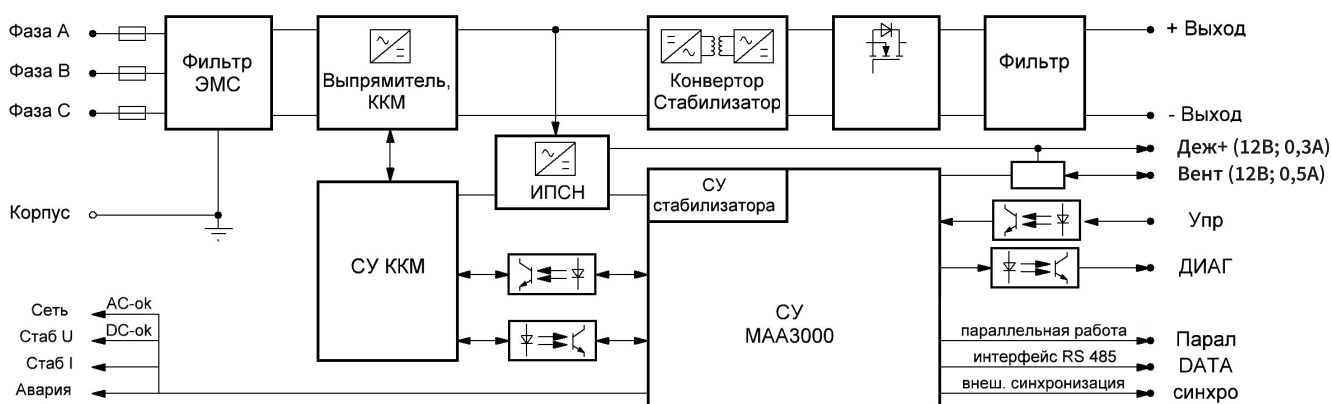 Фаза A
Фаза B
Фаза C
Фильтр
ЭМС
Выпрямитель,
ККМ
Конвертор
Стабилизатор
Фильтр
+ Выход
- Выход
Деж+ (12В; 0,3А)
Вент (12В; 0,5А)
ИПСН
СУ
стабилизатора
Корпус
Упр
СУ ККМ
ДИАГ
СУ
МАА3000
Сеть
AC-ok
Стаб U
DC-ok
Стаб I
Авария
параллельная работа
Парал
интерфейс RS 485
DATA
внеш. синхронизация
синхро